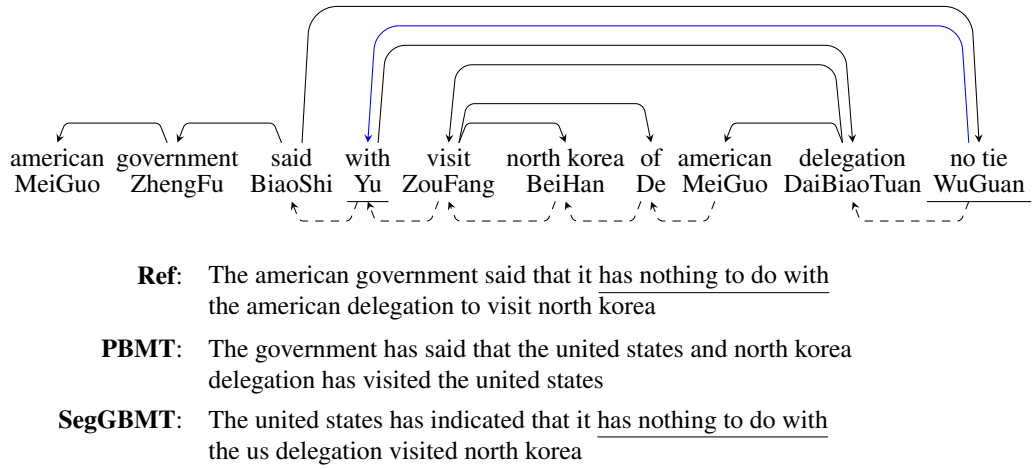 american government said with visit north korea of american delegation no tie
MeiGuo ZhengFu BiaoShi Yu ZouFang BeiHan De MeiGuo DaiBiaoTuan WuGuan
Ref: The american government said that it has nothing to do with
the american delegation to visit north korea
PBMT: The government has said that the united states and north korea
delegation has visited the united states
SegGBMT: The united states has indicated that it has nothing to do with
the us delegation visited north korea